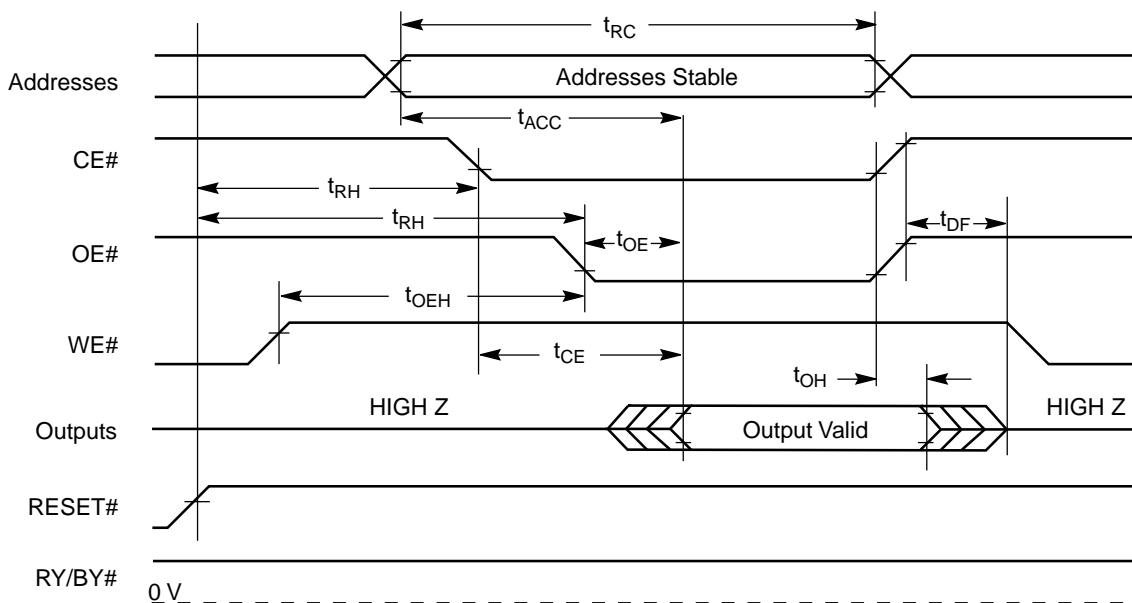 tRC
Addresses
Addresses Stable
tACC
CE#
tRH
tRH
tDF
OE#
tOE
tOEH
WE#
tCE
tOH
HIGH Z
HIGH Z
Outputs
Output Valid
RESET#
RY/BY#
0 V